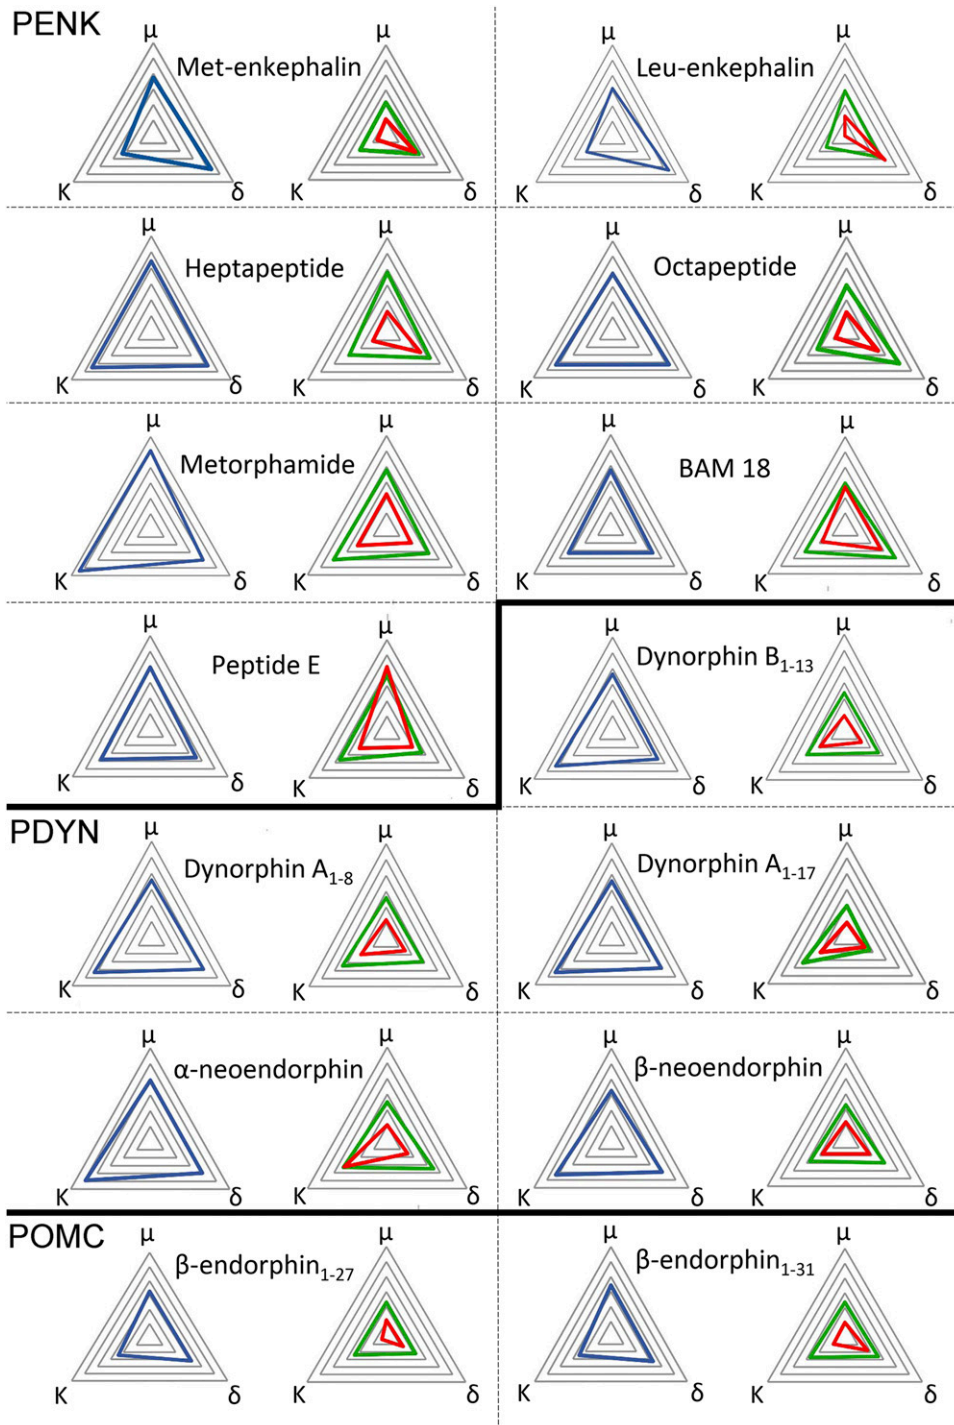 PENK
μ
Met-enkephalin
μ
μ
Leu-enkephalin
μ
K
δ
K
δ
K
δ
K
δ
μ
Heptapeptide
μ
μ
Octapeptide
μ
K
δ
K
δ
K
δ
K
δ
μ
Metorphamide
μ
μ
BAM 18
μ
K
δ
K
δ
K
δ
K
δ
μ
Peptide E
μ
μ
Dynorphin B1-13
μ
K
δ
K
δ
K
δ
K
δ
PDYN
μ
Dynorphin A1-8
μ
μ
Dynorphin A1-17
μ
K
δ
K
δ
K
δ
K
δ
μ
α-neoendorphin
μ
μ
β-neoendorphin
μ
K
δ
K
δ
K
δ
K
δ
POMC
μ
β-endorphin1-27
μ
μ
β-endorphin1-31
μ
K
δ
K
δ
K
δ
K
δ